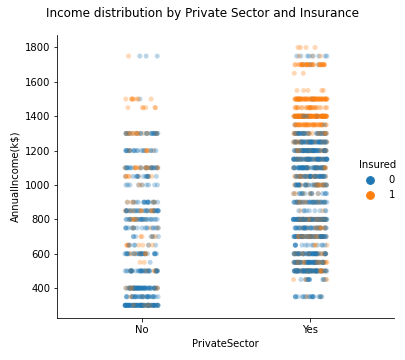 Income distribution by Private Sector and Insurance
AnnualIncome(k$)
1800
1600
1400
1200
1000
800
600
400
No
Yes
PrivateSector
Insured
0
1